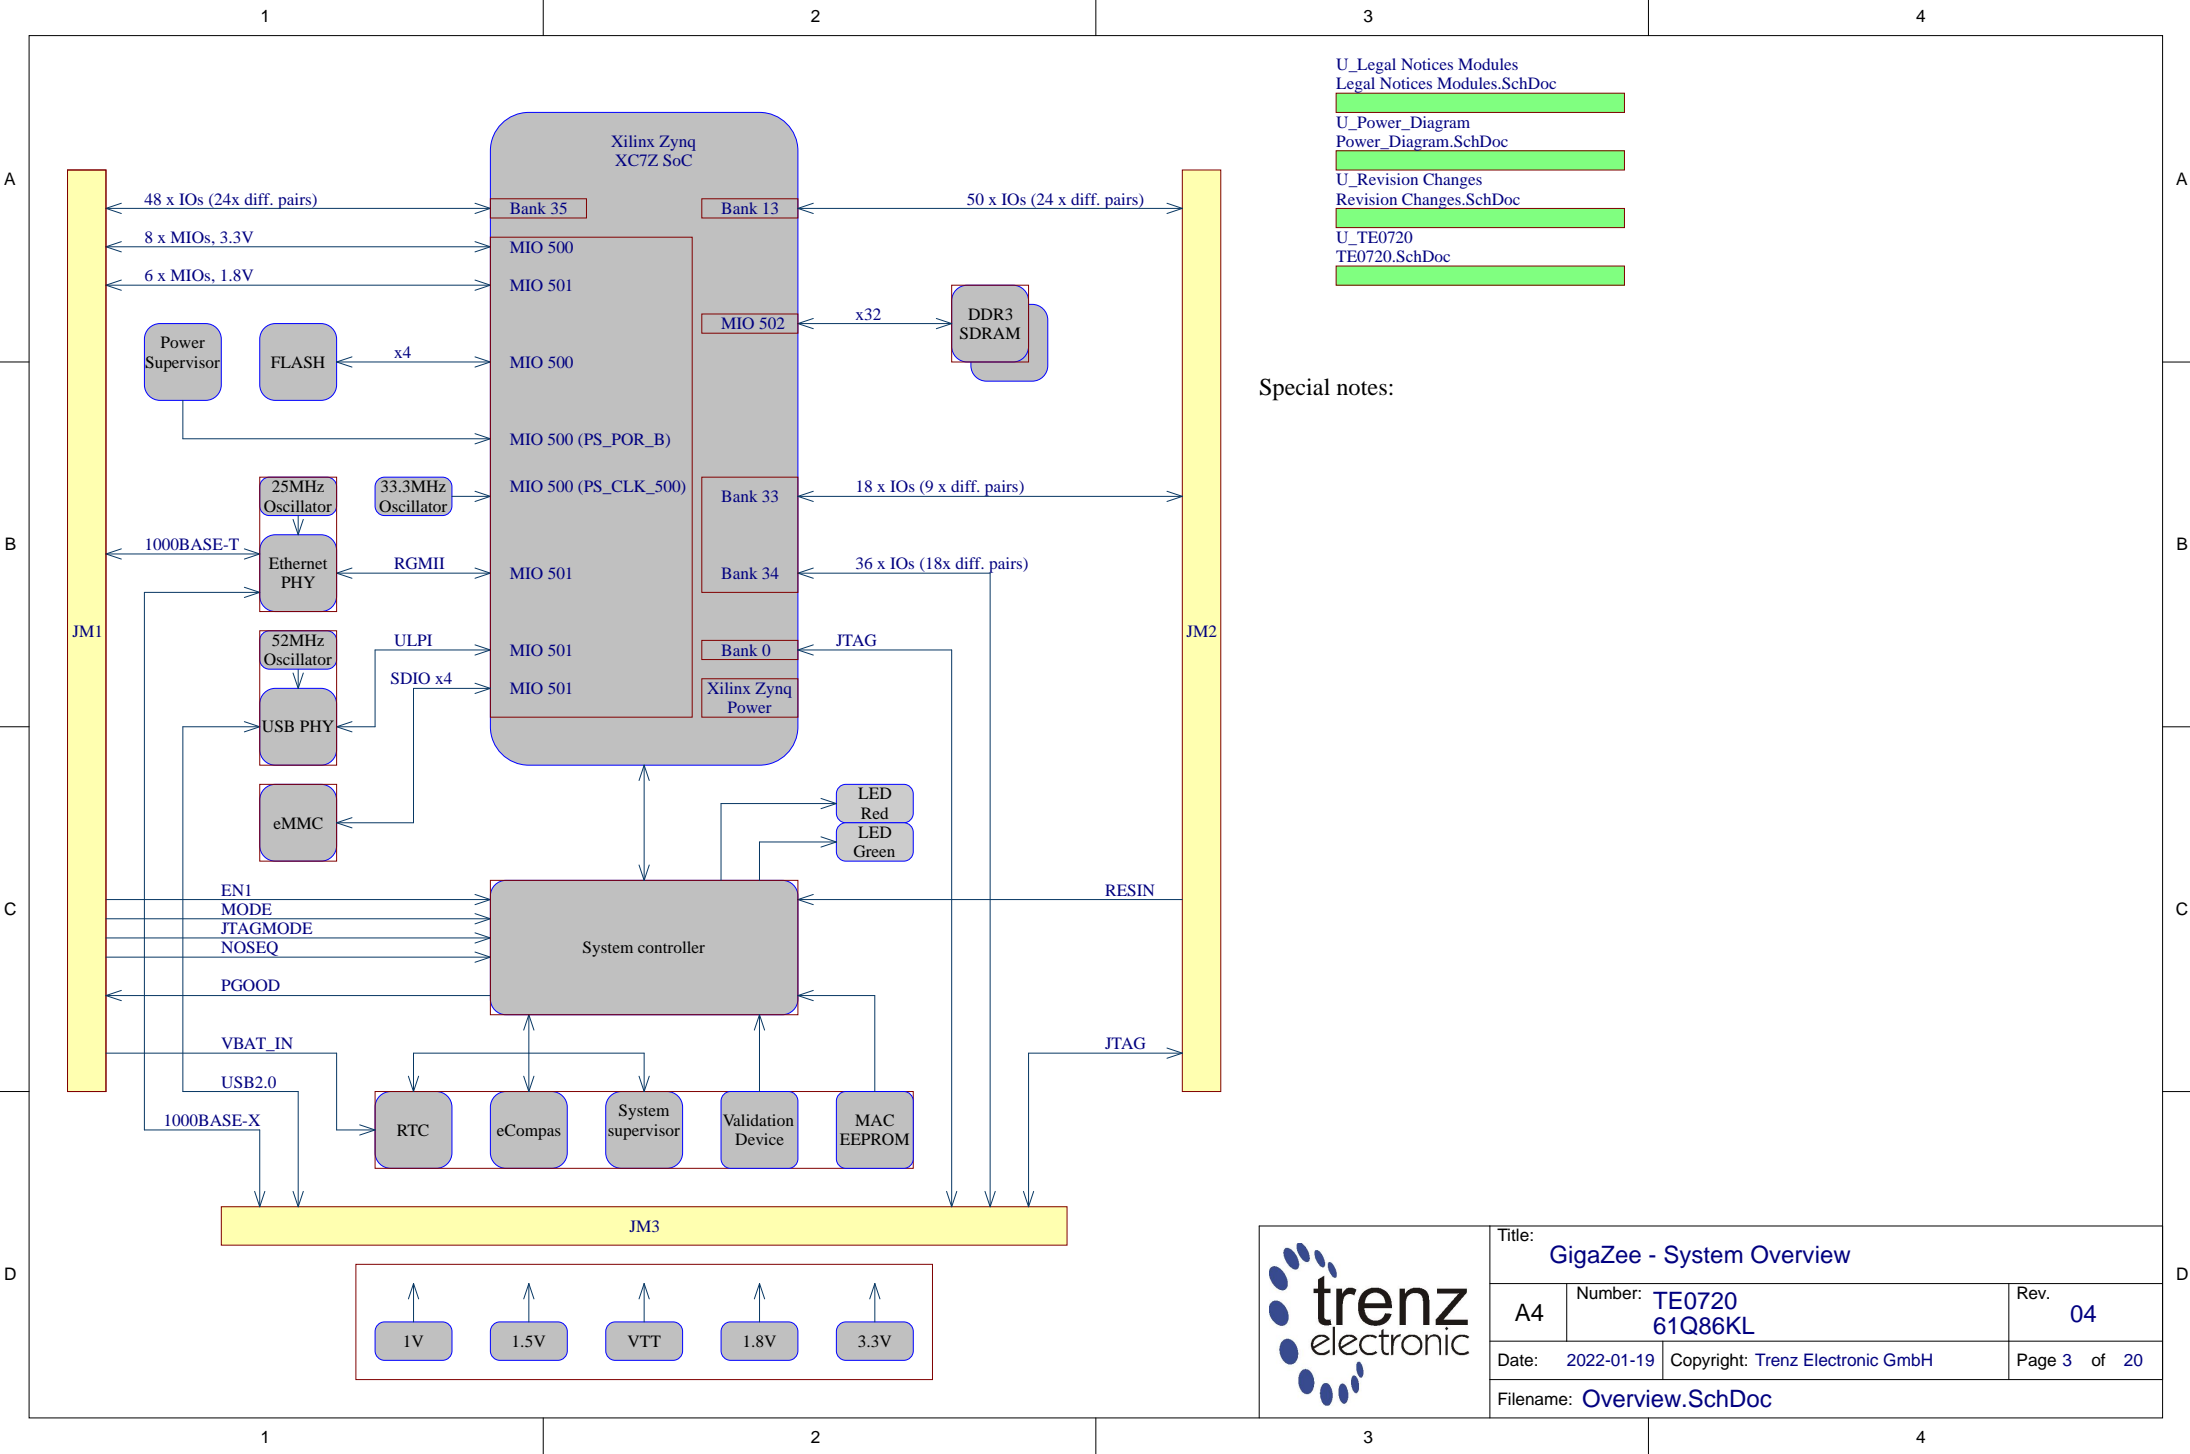 1
2
3
4
U_Legal Notices Modules
Legal Notices Modules.SchDoc
U_Power_Diagram
Power_Diagram.SchDoc
U_Revision Changes
Revision Changes.SchDoc
U_TE0720
TE0720.SchDoc
Special notes:
A
A
B
B
C
C
D
D
Xilinx Zynq
XC7Z SoC
48 x IOs (24x diff. pairs)
Bank 35
Bank 13
50 x IOs (24 x diff. pairs)
8 x MIOs, 3.3V
MIO 500
6 x MIOs, 1.8V
MIO 501
MIO 502
x32
DDR3
SDRAM
Power
Supervisor
FLASH
x4
MIO 500
MIO 500 (PS_POR_B)
25MHz
Oscillator
33.3MHz
Oscillator
MIO 500 (PS_CLK_500)
Bank 33
18 x IOs (9 x diff. pairs)
1000BASE-T
Ethernet
PHY
RGMII
MIO 501
Bank 34
36 x IOs (18x diff. pairs)
JM1
JM2
52MHz
Oscillator
ULPI
MIO 501
Bank 0
JTAG
SDIO x4
MIO 501
Xilinx Zynq
Power
USB PHY
eMMC
LED
Red
LED
Green
EN1
MODE
JTAGMODE
NOSEQ
PGOOD
System controller
RESIN
VBAT_IN
JTAG
USB2.0
1000BASE-X
RTC
eCompas
System
supervisor
Validation
Device
MAC
EEPROM
JM3
1V
1.5V
VTT
1.8V
3.3V
trenz
electronic
Title:
GigaZee - System Overview
A4
Number: TE0720
61Q86KL
Rev.
04
Date: 2022-01-19
Copyright: Trenz Electronic GmbH
Page 3 of 20
Filename: Overview.SchDoc
1
2
3
4